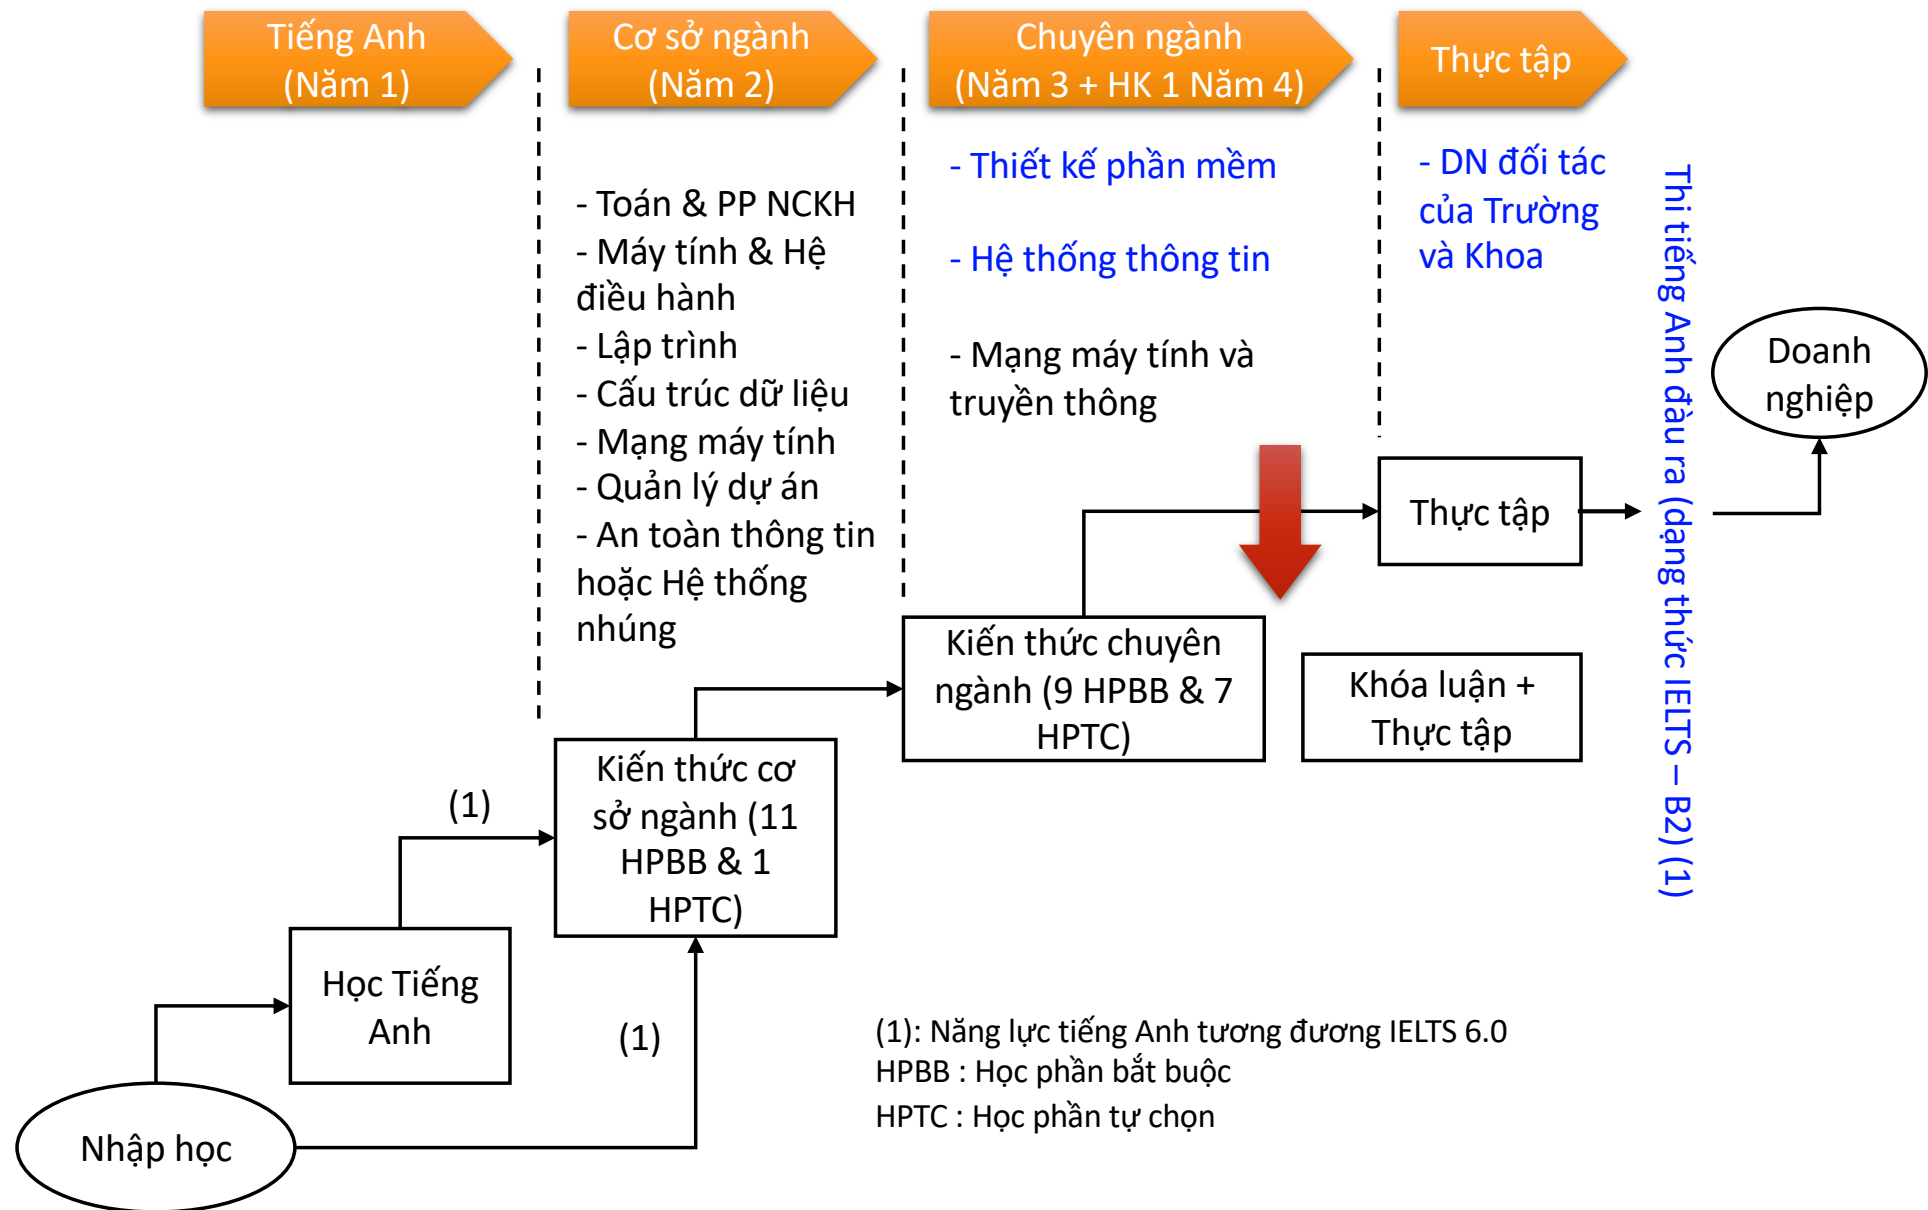 Tiếng Anh
(Năm 1)
Cơ sở ngành
(Năm 2)
Chuyên ngành
(Năm 3 + HK 1 Năm 4)
Thực tập
- Toán & PP NCKH
- Máy tính & Hệ
điều hành
- Lập trình
- Cấu trúc dữ liệu
- Mạng máy tính
- Quản lý dự án
- An toàn thông tin
hoặc Hệ thống
nhúng
- Thiết kế phần mềm
- Hệ thống thông tin
- Mạng máy tính và
truyền thông
- DN đối tác
của Trường
và Khoa
Thi tiếng Anh đầu ra (dạng thức IELTS – B2) (1)
Doanh
nghiệp
Thực tập
Kiến thức chuyên
ngành (9 HPBB & 7
HPTC)
Khóa luận +
Thực tập
Kiến thức cơ
sở ngành (11
HPBB & 1
HPTC)
(1)
Học Tiếng
Anh
(1)
Nhập học
(1): Năng lực tiếng Anh tương đương IELTS 6.0
HPBB : Học phần bắt buộc
HPTC : Học phần tự chọn